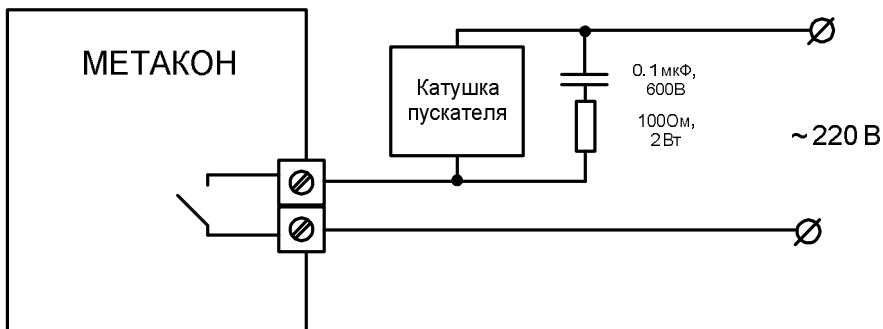 МЕТАКОН
Катушка
пускателя
0.1мкФ,
600В
100Ом,
2Вт
~220 В